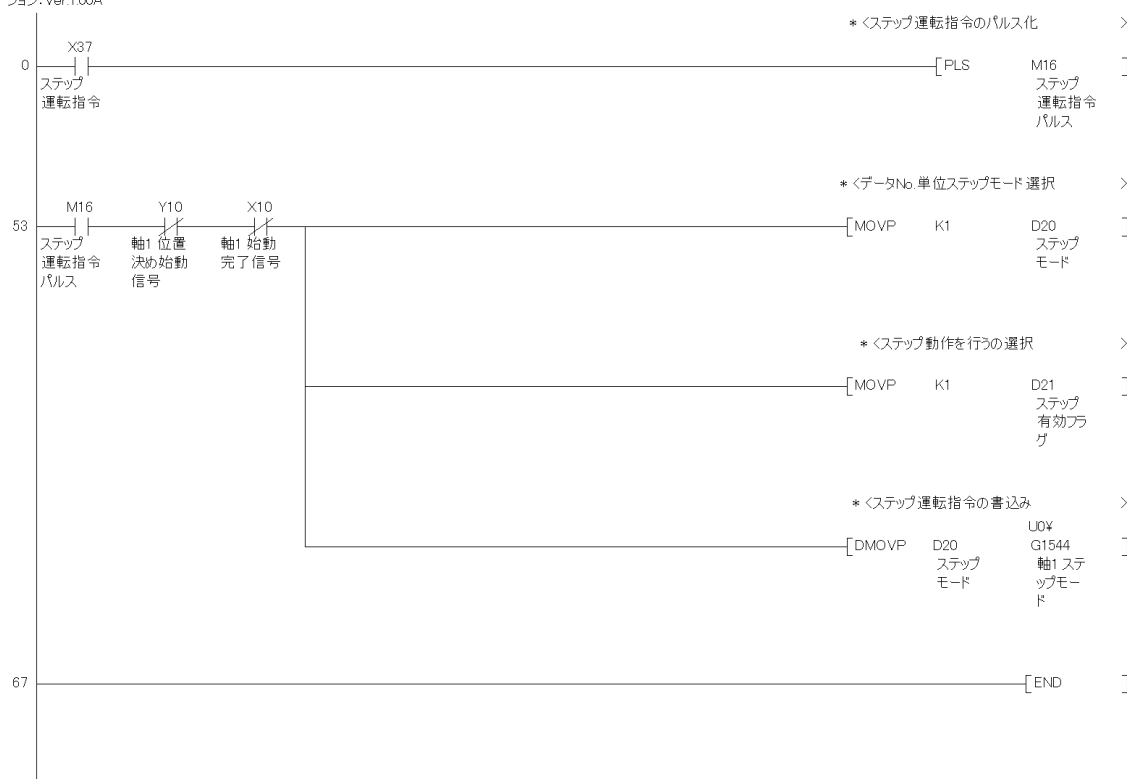 ション: Ver.1.00A
* <ステップ運転指令のパルス化 >
X37
0 [ PLS M16 ]
ステップ
運転指令
ステップ
運転指令
パルス
* <データNo.単位ステップモード選択 >
M16 Y10 X10
53 [ MOVP K1 D20 ]
ステップ
運転指令
パルス
軸1 位置
決め始動
信号
軸1 始動
完了信号
ステップ
モード
* <ステップ動作を行うの選択 >
[ MOVP K1 D21 ]
ステップ
有効フラ
グ
* <ステップ運転指令の書込み >
U0¥
[ DMOVP D20 G1544 ]
ステップ
モード
軸1 ステ
ップモー
ド
67 [ END ]